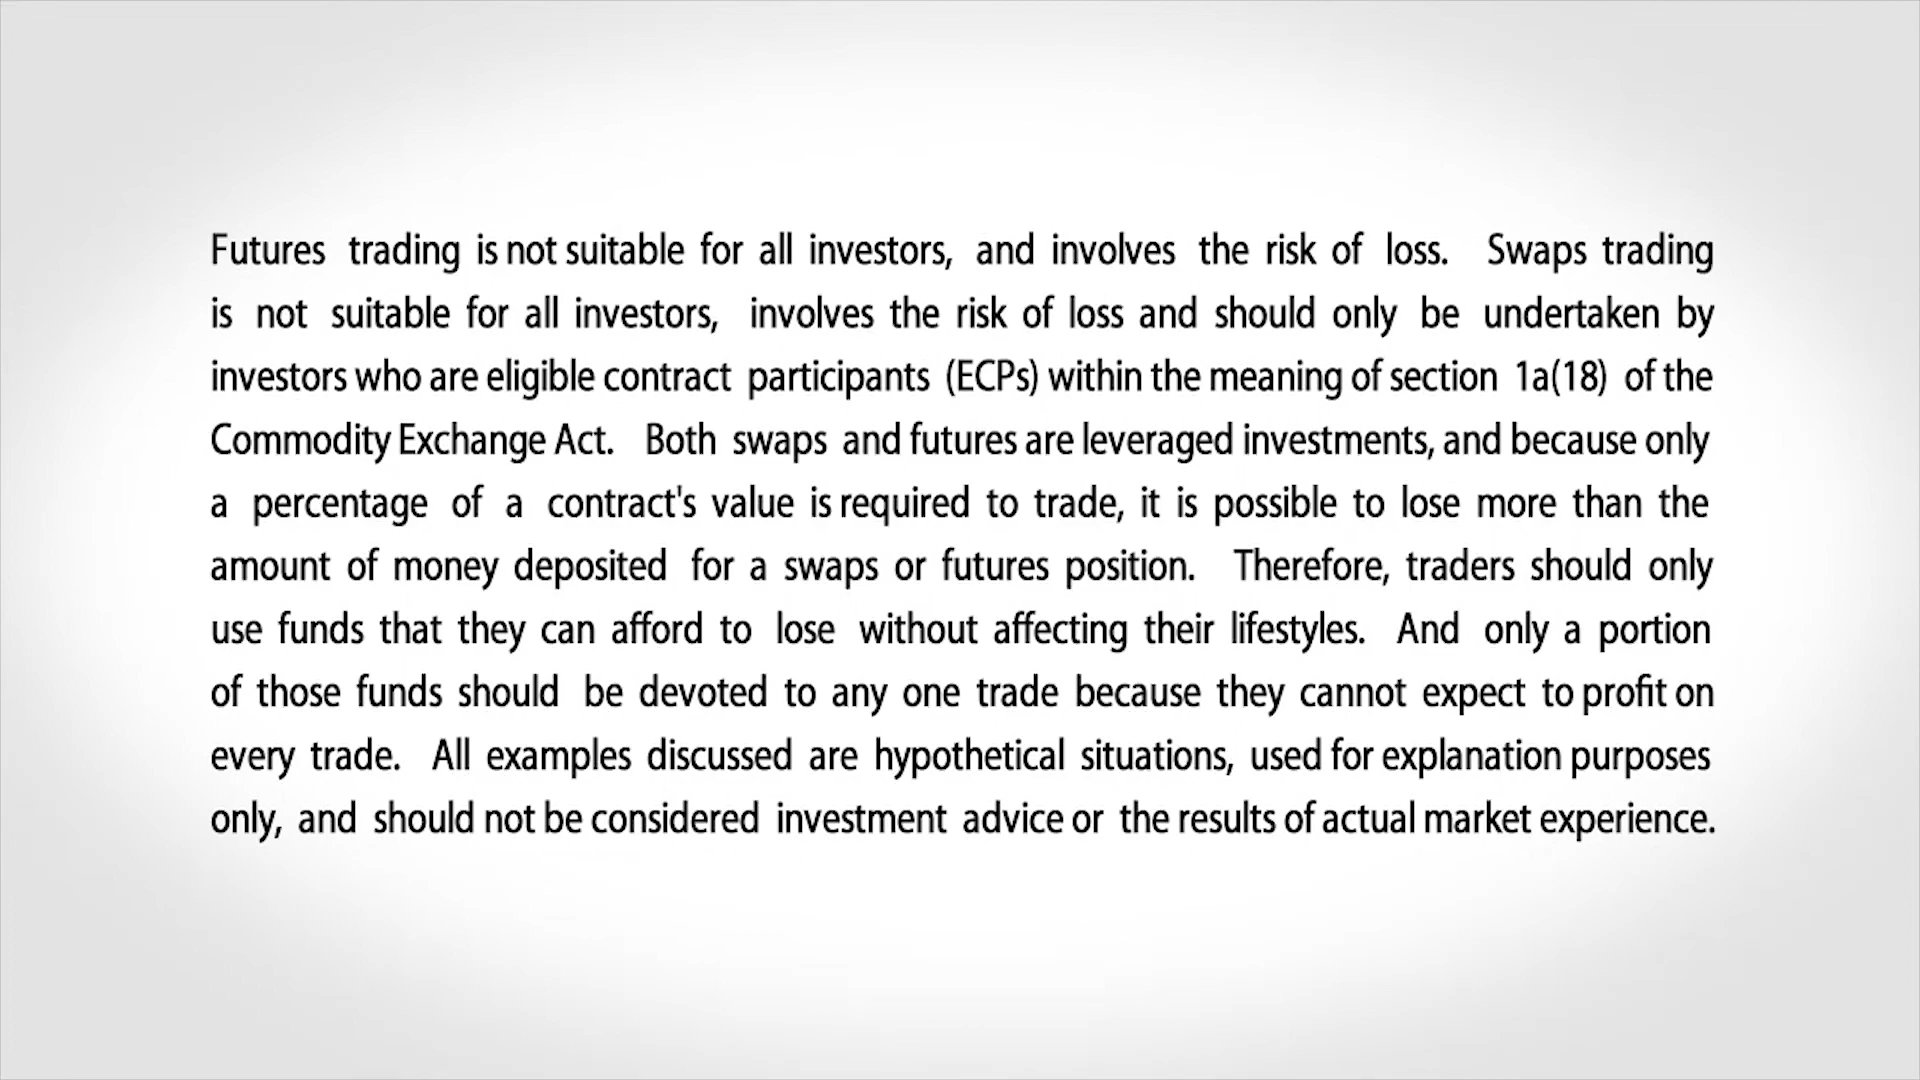 Futures trading is not suitable for all investors, and involves the risk of loss. Swaps trading
is not suitable for all investors, involves the risk of loss and should only be undertaken by
investors who are eligible contract participants (ECPs) within the meaning of section 1a(18) of the
Commodity Exchange Act. Both swaps and futures are leveraged investments, and because only
a percentage of a contract's value is required to trade, it is possible to lose more than the
amount of money deposited for a swaps or futures position. Therefore, traders should only
use funds that they can afford to lose without affecting their lifestyles. And only a portion
of those funds should be devoted to any one trade because they cannot expect to profit on
every trade. All examples discussed are hypothetical situations, used for explanation purposes
only, and should not be considered investment advice or the results of actual market experience.